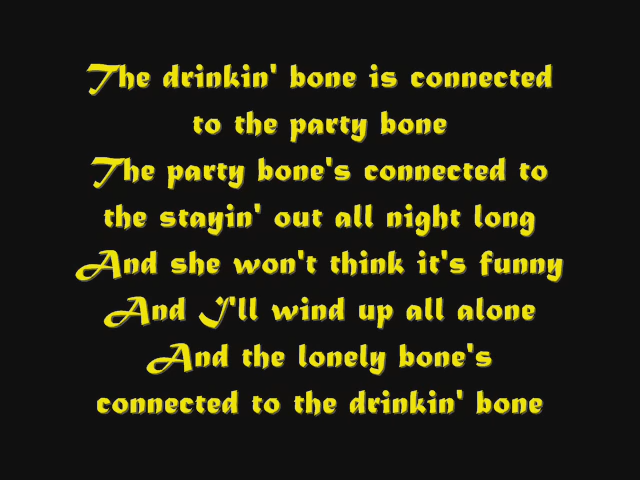 The drinkin' bone is connected
to the party bone
The party bone's connected to
the stayin' out all night long
And she won't think it's funny
And I'll wind up all alone
And the lonely bone's
connected to the drinkin' bone